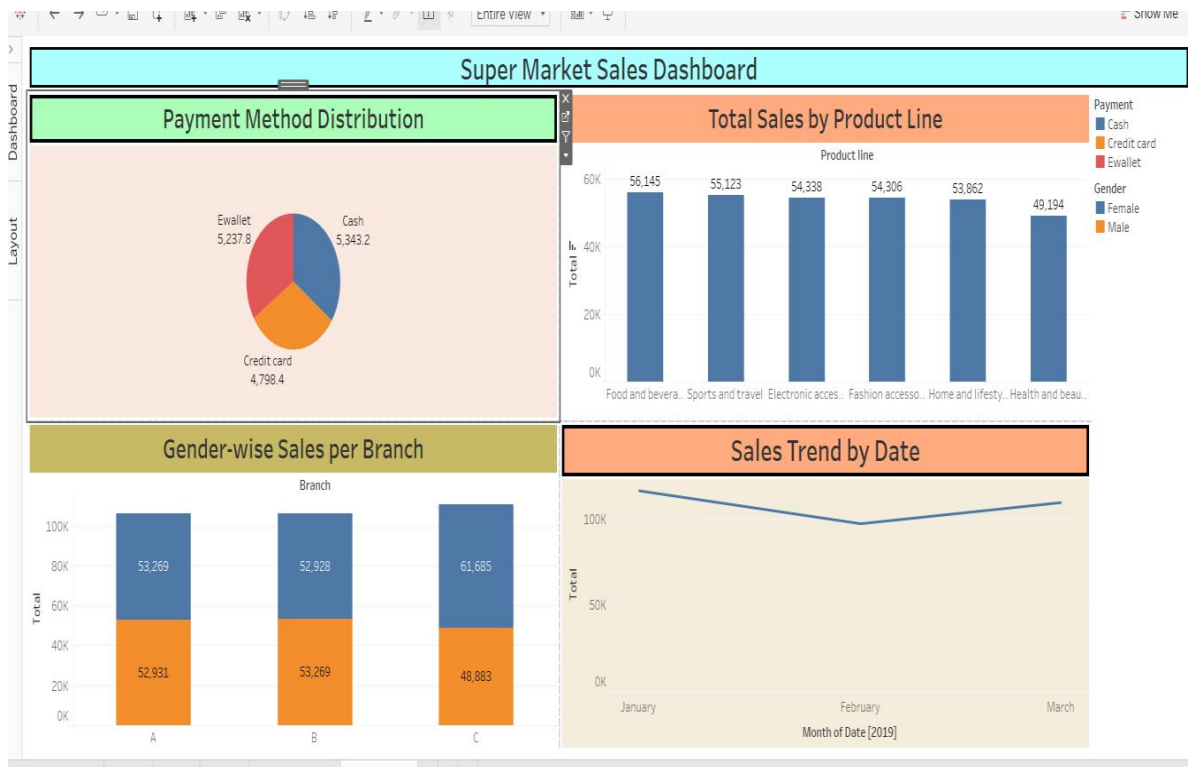 Entire View
Show Me
Dashboard
Layout
Super Market Sales Dashboard
Payment Method Distribution
Ewallet
5,237.8
Cash
5,343.2
Credit card
4,798.4
Total Sales by Product Line
Product line
Total
60K
40K
20K
0K
56,145
55,123
54,338
54,306
53,862
49,194
Food and bevera.. Sports and travel Electronic acces.. Fashion accesso.. Home and lifesty.. Health and beau..
Payment
Cash
Credit card
Ewallet
Gender
Female
Male
Gender-wise Sales per Branch
Branch
Total
100K
80K
60K
40K
20K
0K
53,269
52,928
61,685
52,931
53,269
48,883
A B C
Sales Trend by Date
Total
100K
50K
0K
January February March
Month of Date [2019]